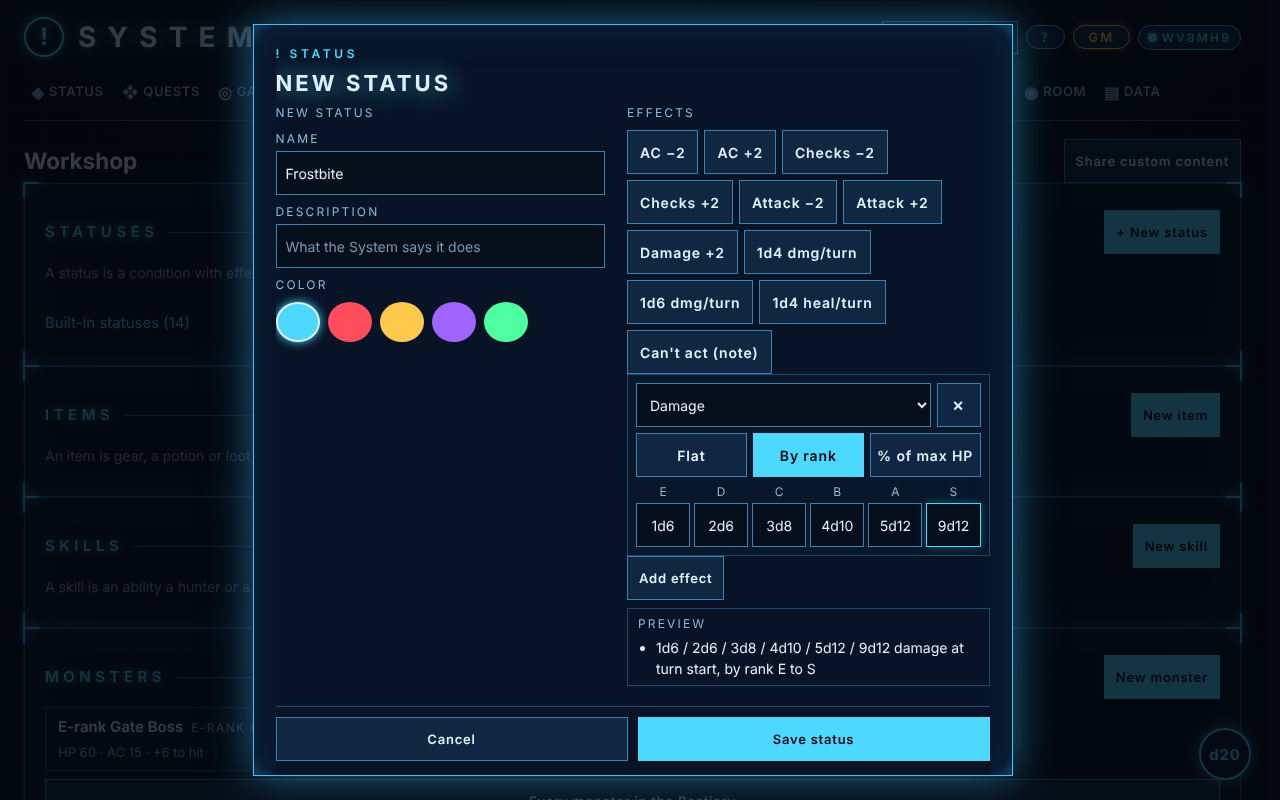 !
SYSTEM
?
GM
WV8MH9
STATUS
QUESTS
ROOM
DATA
Workshop
Share custom content
STATUSES
+ New status
A status is a condition with
Built-in statuses (14)
ITEMS
New item
An item is gear, a potion or loot
SKILLS
New skill
A skill is an ability a hunter or a
MONSTERS
New monster
E-rank Gate Boss E-RANK
HP 60 · AC 15 · +6 to hit
Every monster in the Bestiary
d20
! STATUS
NEW STATUS
NEW STATUS
NAME
Frostbite
DESCRIPTION
What the System says it does
COLOR
EFFECTS
AC −2 AC +2 Checks −2
Checks +2 Attack −2 Attack +2
Damage +2 1d4 dmg/turn
1d6 dmg/turn 1d4 heal/turn
Can't act (note)
Damage ×
Flat By rank % of max HP
E D C B A S
1d6 2d6 3d8 4d10 5d12 9d12
Add effect
PREVIEW
• 1d6 / 2d6 / 3d8 / 4d10 / 5d12 / 9d12 damage at
turn start, by rank E to S
Cancel Save status